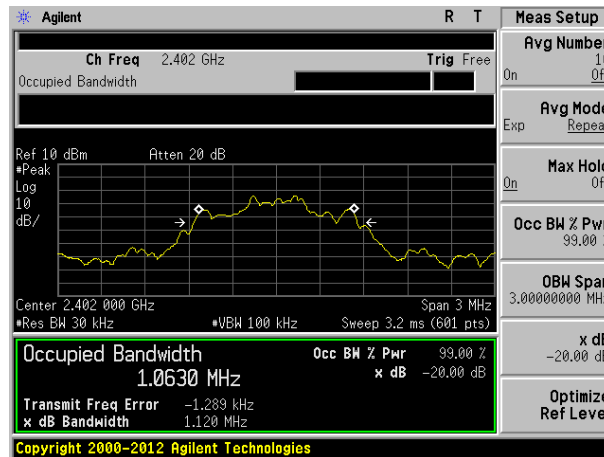 Agilent R T Meas Setup
Ch Freq 2.402 GHz Trig Free
Occupied Bandwidth
Avg Number
On
Avg Mode
Exp
Ref 10 dBm Atten 20 dB
#Peak
Log
10
dB/
Max Hold
On
Occ BW % Pwr
99.00
OBW Span
3.00000000
Center 2.402 000 GHz Span 3 MHz
#Res BW 30 kHz #VBW 100 kHz Sweep 3.2 ms (601 pts)
Occupied Bandwidth Occ BW % Pwr 99.00 %
1.0630 MHz x dB -20.00 dB
Transmit Freq Error -1.289 kHz
x dB Bandwidth 1.120 MHz
x dB
-20.00 dB
Optimize
Ref Level
Copyright 2000-2012 Agilent Technologies